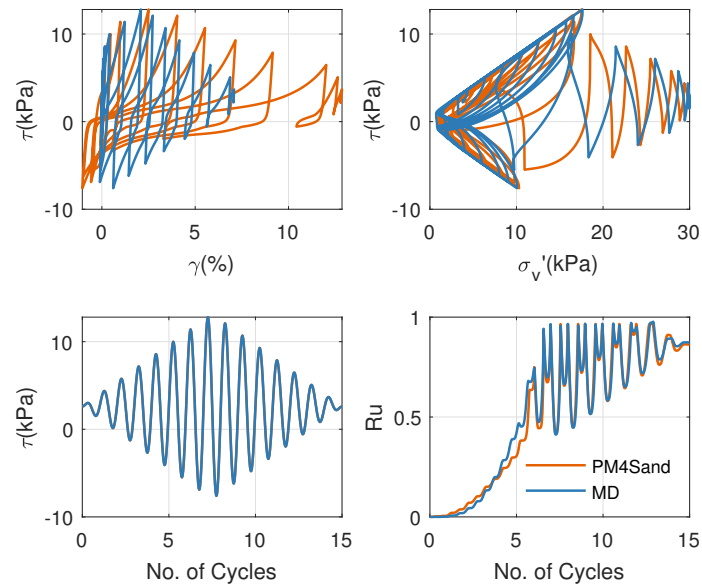 10
0
-10
τ(kPa)
0
5
10
γ(%)
10
0
-10
τ(kPa)
0
10
20
30
σv'(kPa)
10
0
-10
τ(kPa)
0
5
10
15
No. of Cycles
1
0.5
0
Ru
PM4Sand
MD
0
5
10
15
No. of Cycles